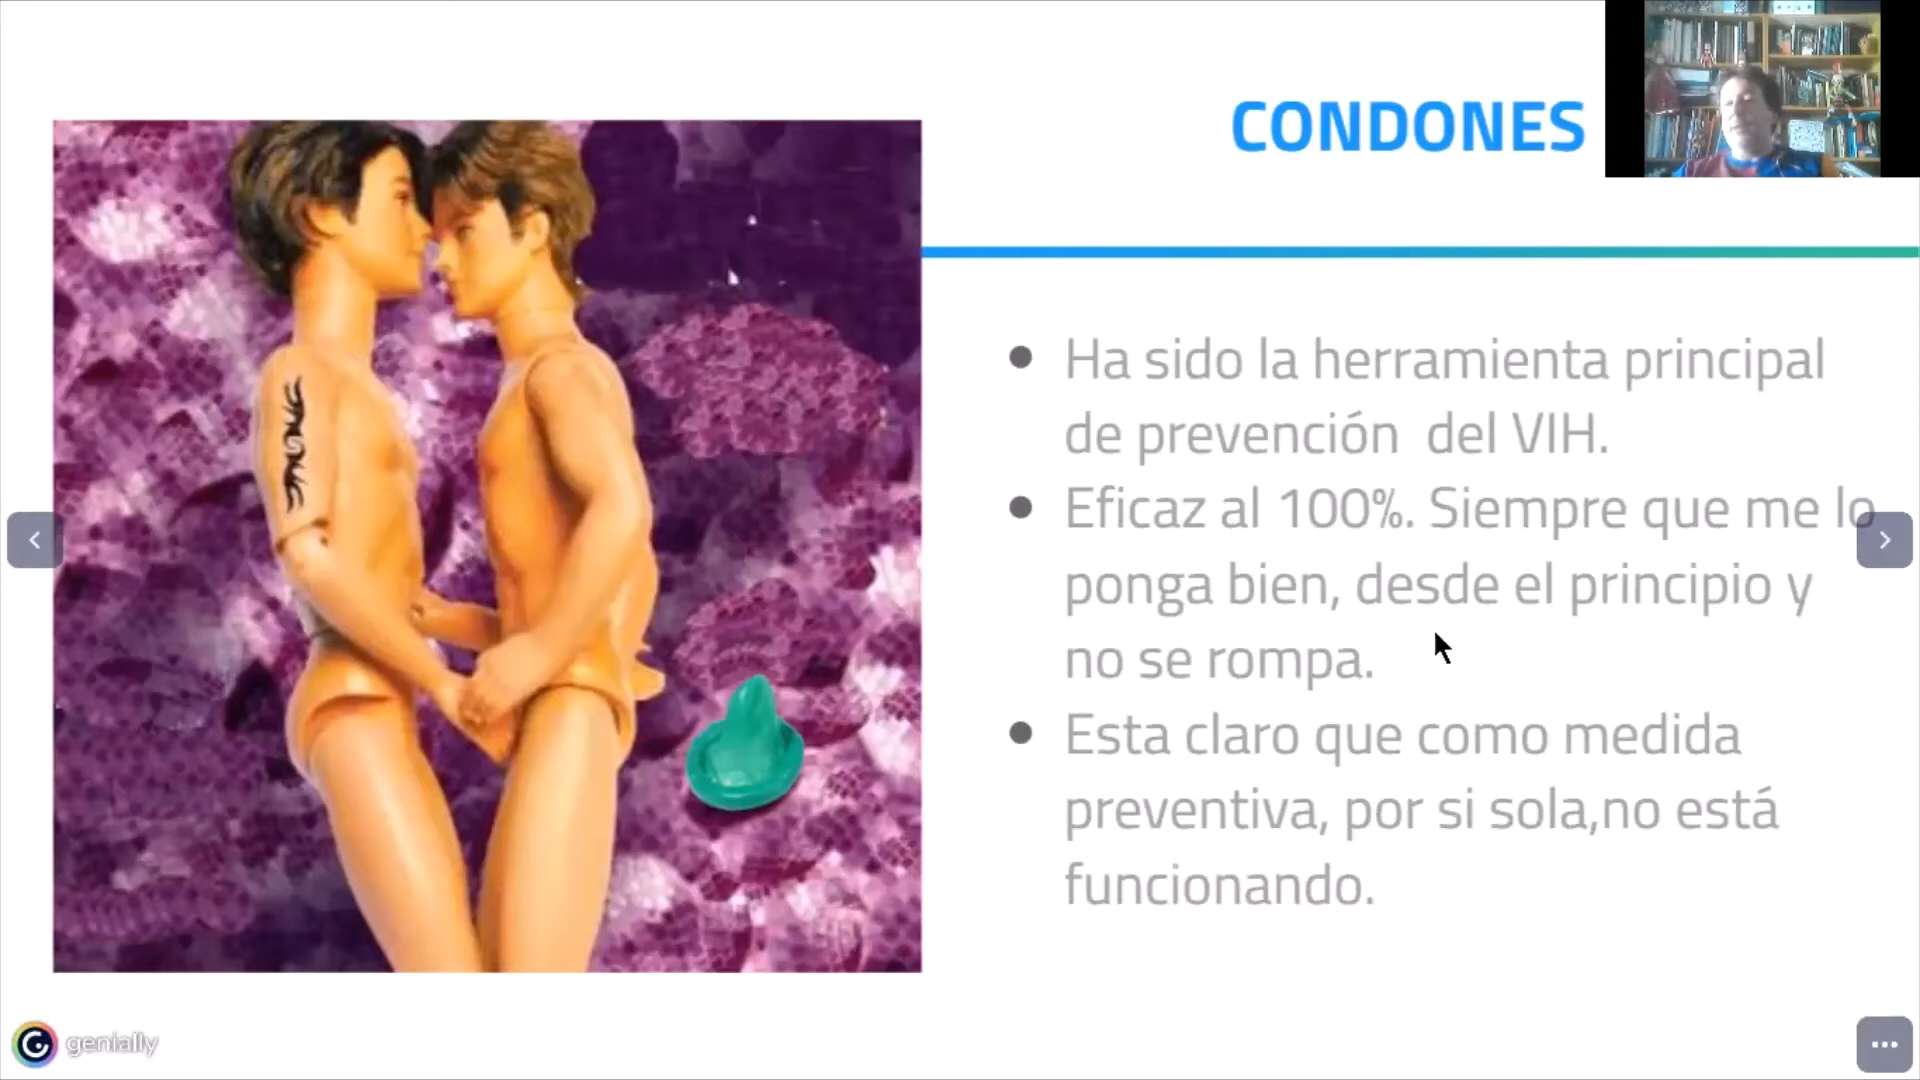 CONDONES
• Ha sido la herramienta principal
de prevención del VIH.
• Eficaz al 100%. Siempre que me lo
ponga bien, desde el principio y
no se rompa.
• Esta claro que como medida
preventiva, por si sola,no está
funcionando.
genially